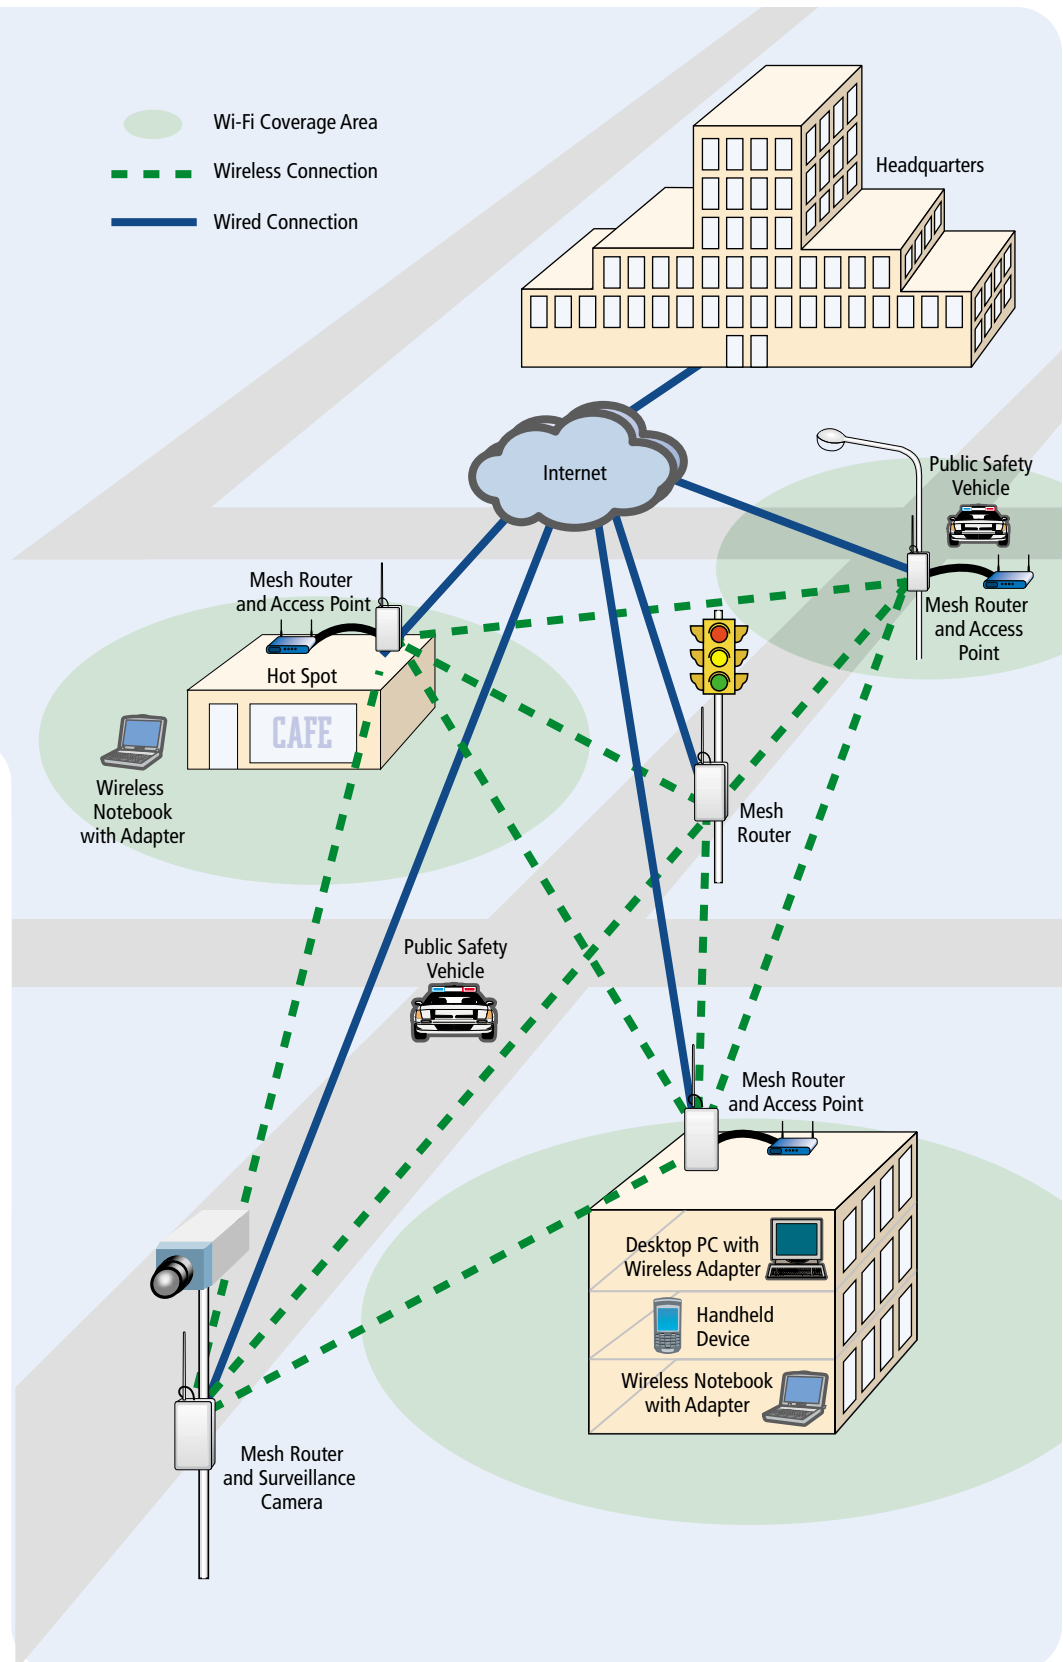 Wi-Fi Coverage Area
Wireless Connection
Wired Connection
Headquarters
Internet
Public Safety
Vehicle
Mesh Router
and Access Point
Mesh Router
and Access
Point
Hot Spot
CAFE
Wireless
Notebook
with Adapter
Mesh
Router
Public Safety
Vehicle
Mesh Router
and Access Point
Desktop PC with
Wireless Adapter
Handheld
Device
Wireless Notebook
with Adapter
Mesh Router
and Surveillance
Camera